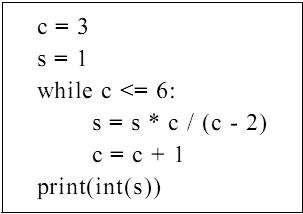 c = 3
s = 1
while c <= 6:
s = s * c / (c - 2)
c = c + 1
print(int(s))